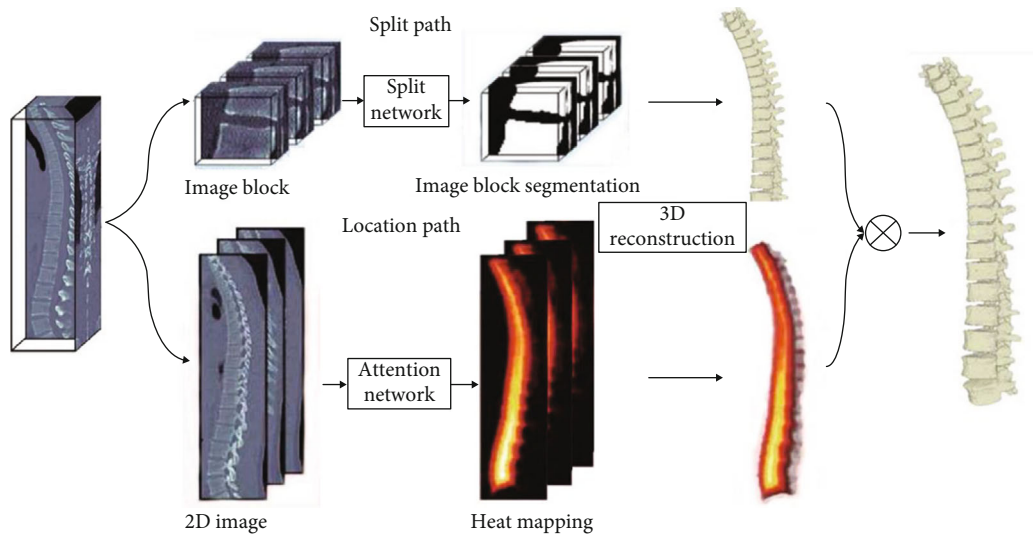 Split path
Split
network
Image block
Image block segmentation
Location path
3D
reconstruction
Attention
network
2D image
Heat mapping